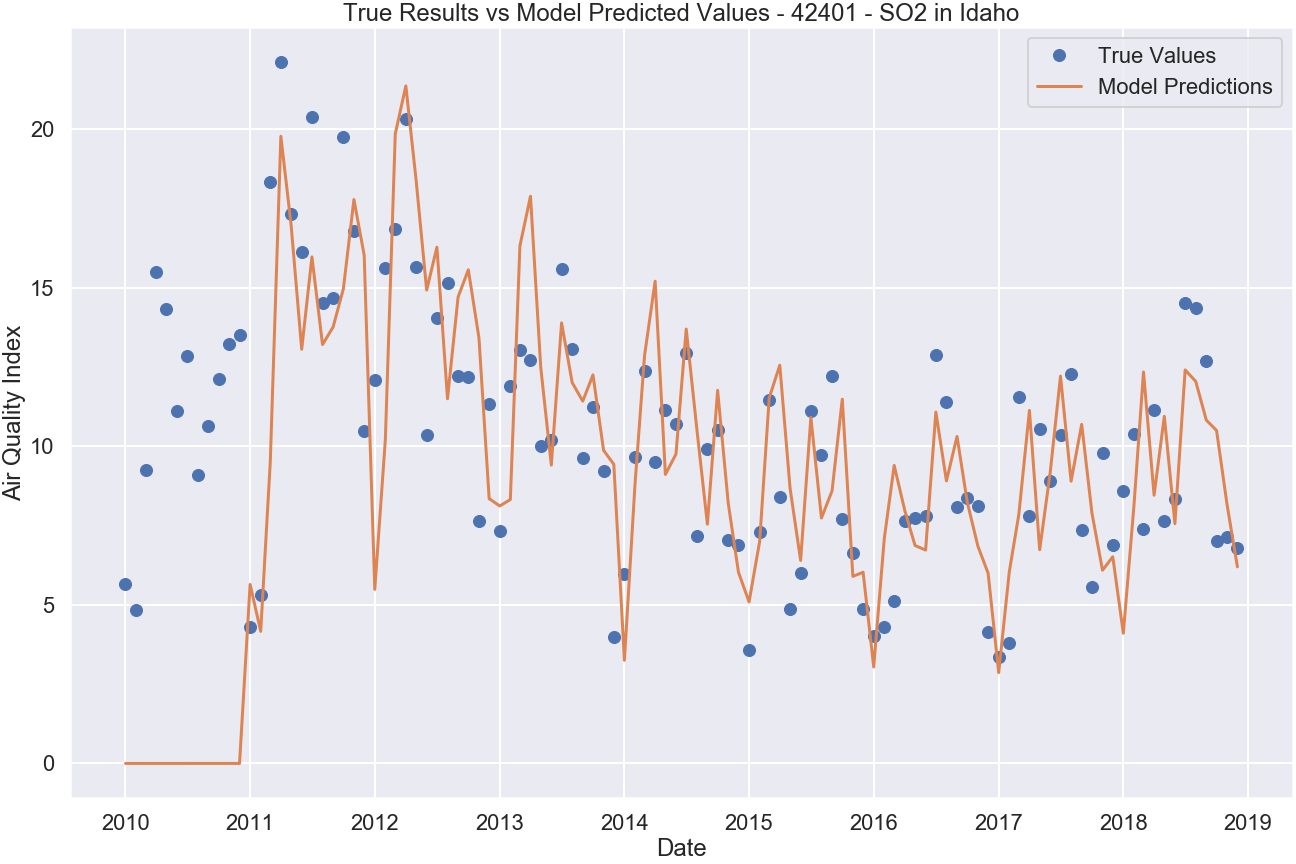 True Results vs Model Predicted Values - 42401 - SO2 in Idaho
True Values
Model Predictions
Air Quality Index
20
15
10
5
0
2010 2011 2012 2013 2014 2015 2016 2017 2018 2019
Date